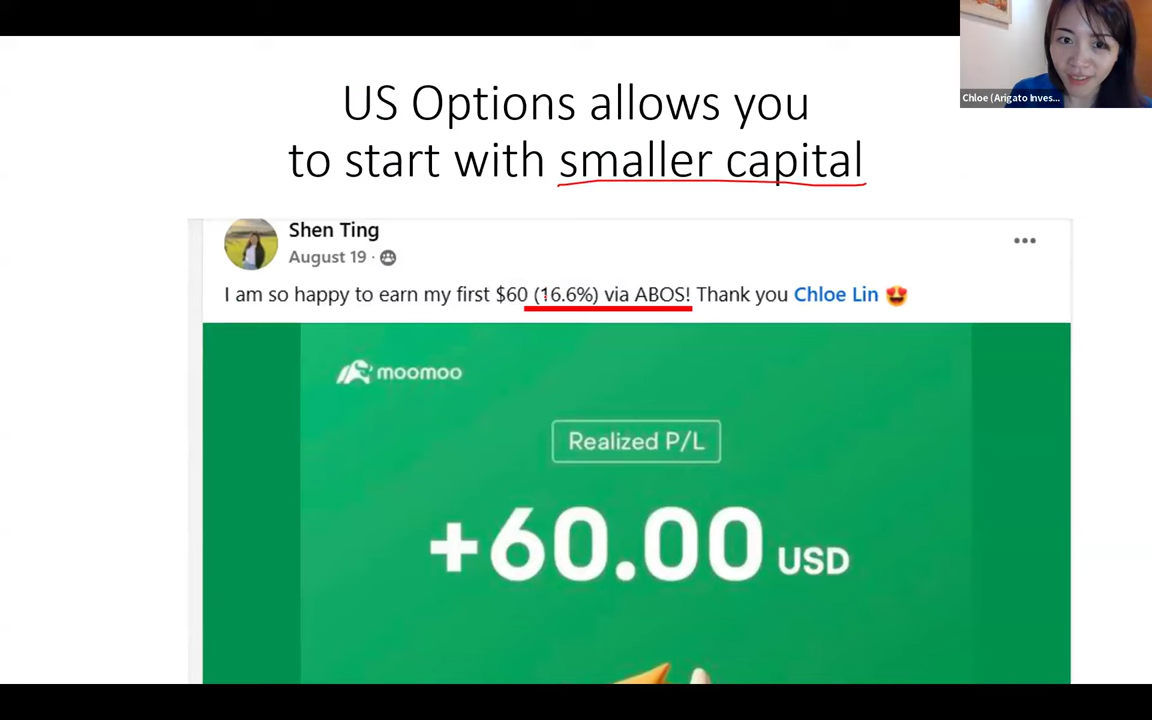 Chloe (Arigato Inves...
US Options allows you
to start with smaller capital
Shen Ting
August 19 ·
I am so happy to earn my first $60 (16.6%) via ABOS! Thank you Chloe Lin
moomoo
Realized P/L
+60.00 USD